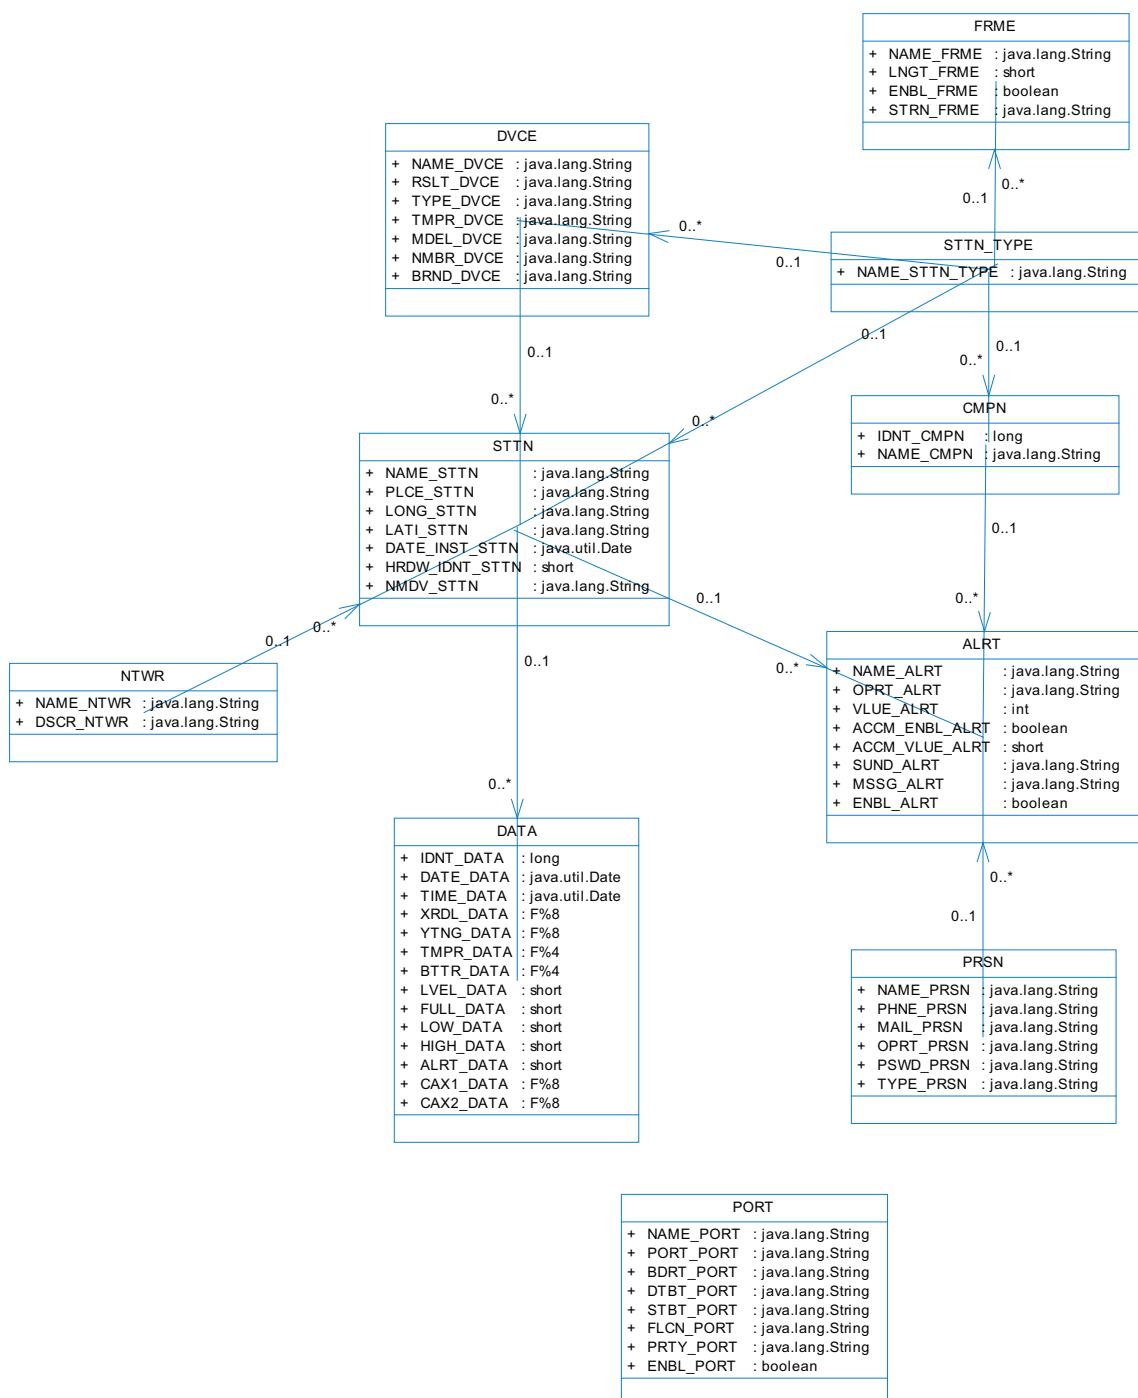 FRME
+ NAME_FRME : java.lang.String
+ LNGT_FRME : short
+ ENBL_FRME : boolean
+ STRN_FRME : java.lang.String
0..1
0..*
DVCE
+ NAME_DVCE : java.lang.String
+ RSLT_DVCE : java.lang.String
+ TYPE_DVCE : java.lang.String
+ TMPR_DVCE : java.lang.String
+ MDEL_DVCE : java.lang.String
+ NMBR_DVCE : java.lang.String
+ BRND_DVCE : java.lang.String
0..*
0..1
STTN_TYPE
+ NAME_STTN_TYPE : java.lang.String
0..1
0..1
0..*
0..1
0..*
0..*
CMPN
+ IDNT_CMPN : long
+ NAME_CMPN : java.lang.String
STTN
+ NAME_STTN : java.lang.String
+ PLCE_STTN : java.lang.String
+ LONG_STTN : java.lang.String
+ LATI_STTN : java.lang.String
+ DATE_INST_STTN : java.util.Date
+ HRDW_IDNT_STTN : short
+ NMDV_STTN : java.lang.String
0..1
0..*
0..1
0..*
0..1
0..*
NTWR
+ NAME_NTWR : java.lang.String
+ DSCR_NTWR : java.lang.String
0..1
0..*
ALRT
+ NAME_ALRT : java.lang.String
+ OPRT_ALRT : java.lang.String
+ VLUE_ALRT : int
+ ACCM_ENBL_ALRT : boolean
+ ACCM_VLUE_ALRT : short
+ SUND_ALRT : java.lang.String
+ MSSG_ALRT : java.lang.String
+ ENBL_ALRT : boolean
DATA
+ IDNT_DATA : long
+ DATE_DATA : java.util.Date
+ TIME_DATA : java.util.Date
+ XRDL_DATA : F%8
+ YTNG_DATA : F%8
+ TMPR_DATA : F%4
+ BTTR_DATA : F%4
+ LVEL_DATA : short
+ FULL_DATA : short
+ LOW_DATA : short
+ HIGH_DATA : short
+ ALRT_DATA : short
+ CAX1_DATA : F%8
+ CAX2_DATA : F%8
0..*
0..1
PRSN
+ NAME_PRSN : java.lang.String
+ PHNE_PRSN : java.lang.String
+ MAIL_PRSN : java.lang.String
+ OPRT_PRSN : java.lang.String
+ PSWD_PRSN : java.lang.String
+ TYPE_PRSN : java.lang.String
PORT
+ NAME_PORT : java.lang.String
+ PORT_PORT : java.lang.String
+ BDRT_PORT : java.lang.String
+ DTBT_PORT : java.lang.String
+ STBT_PORT : java.lang.String
+ FLCN_PORT : java.lang.String
+ PRTY_PORT : java.lang.String
+ ENBL_PORT : boolean